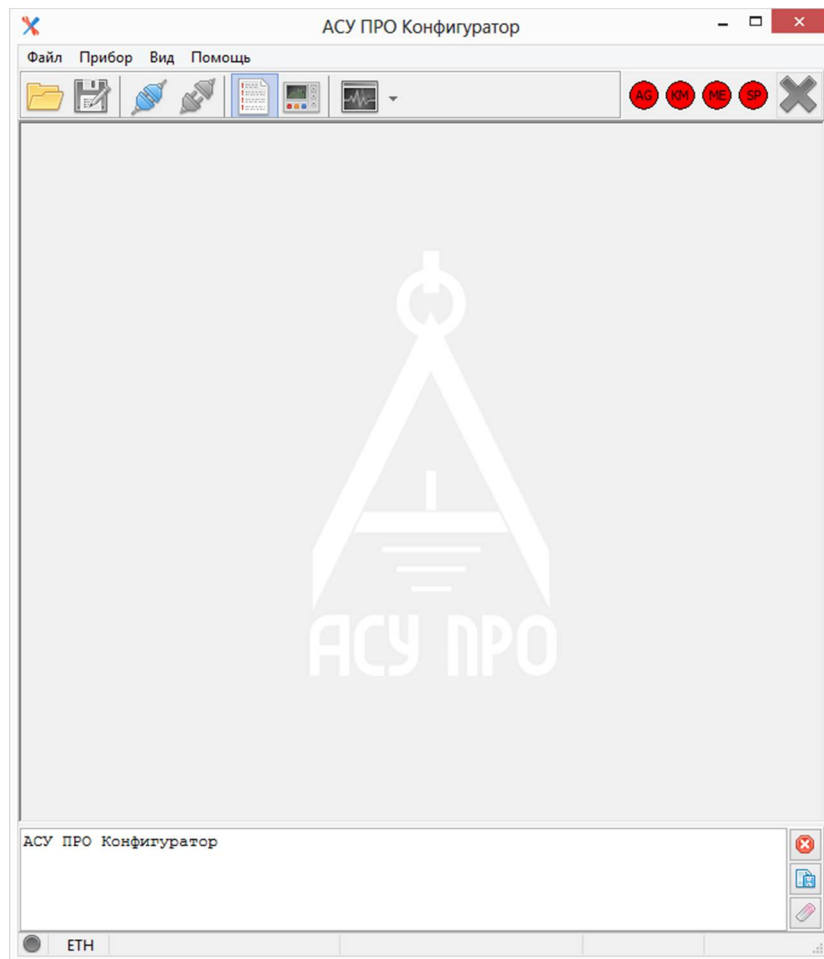 АСУ ПРО Конфигуратор
Файл Прибор Вид Помощь
AG KM ME SP
АСУ ПРО
АСУ ПРО Конфигуратор
ETH